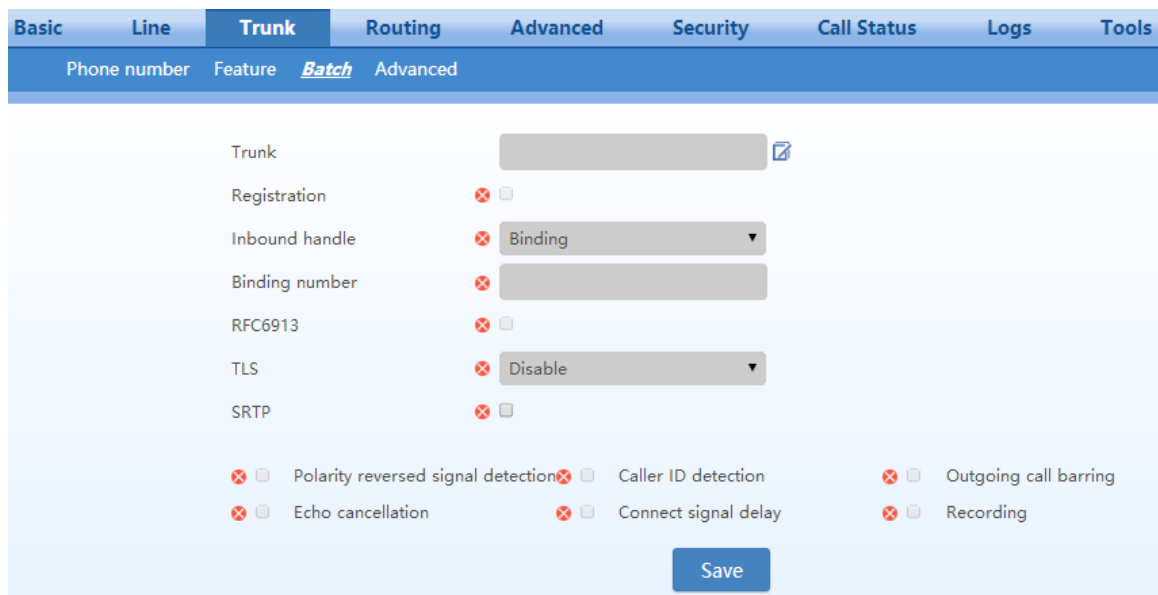 Basic Line Trunk Routing Advanced Security Call Status Logs Tools
Phone number Feature Batch Advanced
Trunk
Registration
Inbound handle Binding
Binding number
RFC6913
TLS Disable
SRTP
Polarity reversed signal detection Caller ID detection Outgoing call barring
Echo cancellation Connect signal delay Recording
Save